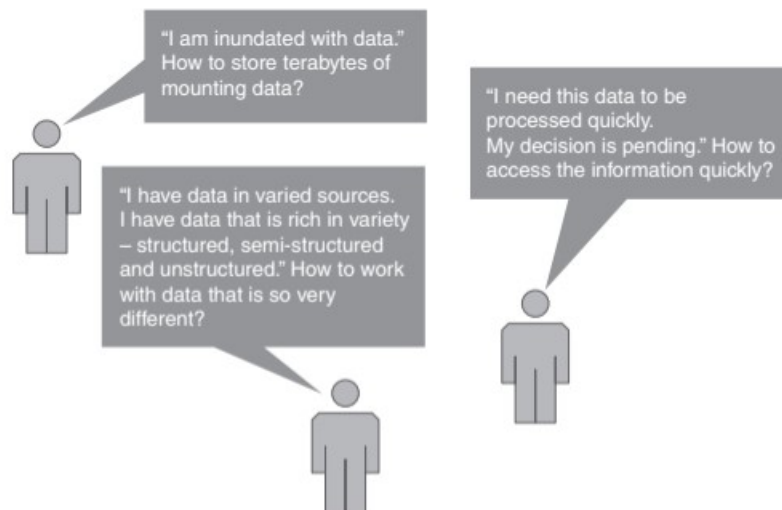 “I am inundated with data.”
How to store terabytes of
mounting data?
“I need this data to be
processed quickly.
My decision is pending.” How to
access the information quickly?
“I have data in varied sources.
I have data that is rich in variety
– structured, semi-structured
and unstructured.” How to work
with data that is so very
different?